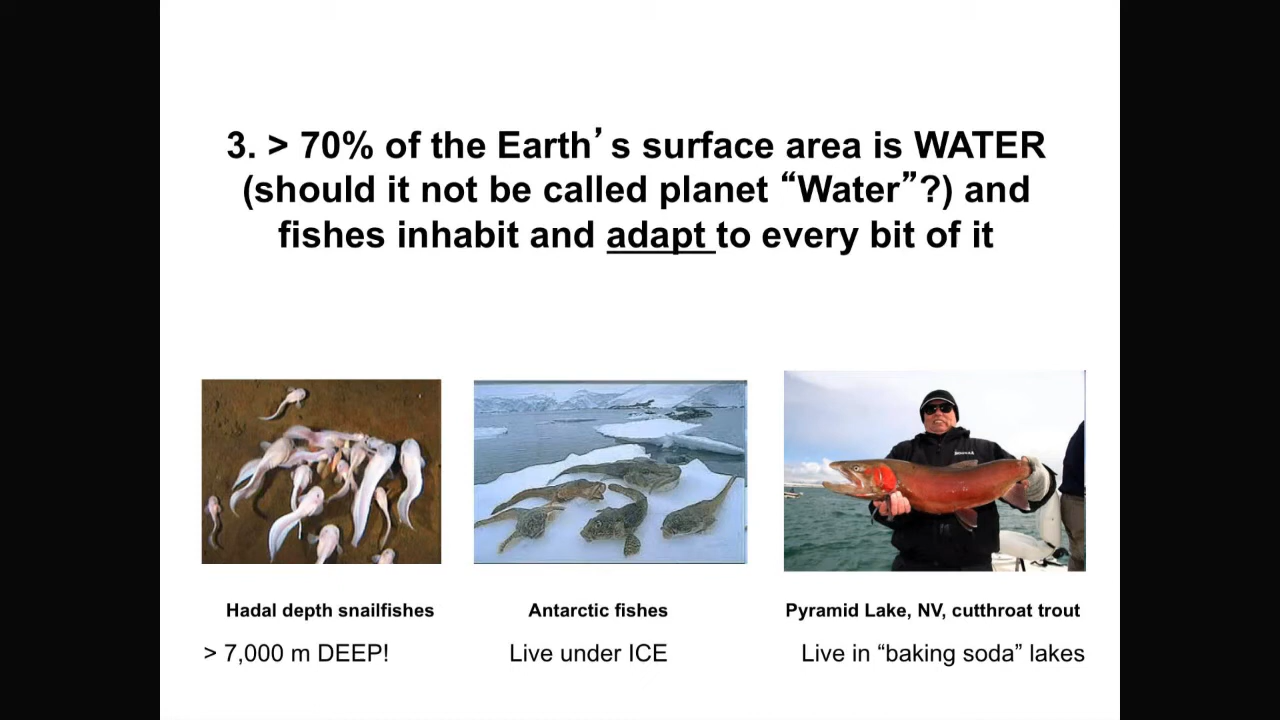 3. > 70% of the Earth’s surface area is WATER
(should it not be called planet “Water”?) and
fishes inhabit and adapt to every bit of it
Hadal depth snailfishes
Antarctic fishes
Pyramid Lake, NV, cutthroat trout
> 7,000 m DEEP!
Live under ICE
Live in “baking soda” lakes